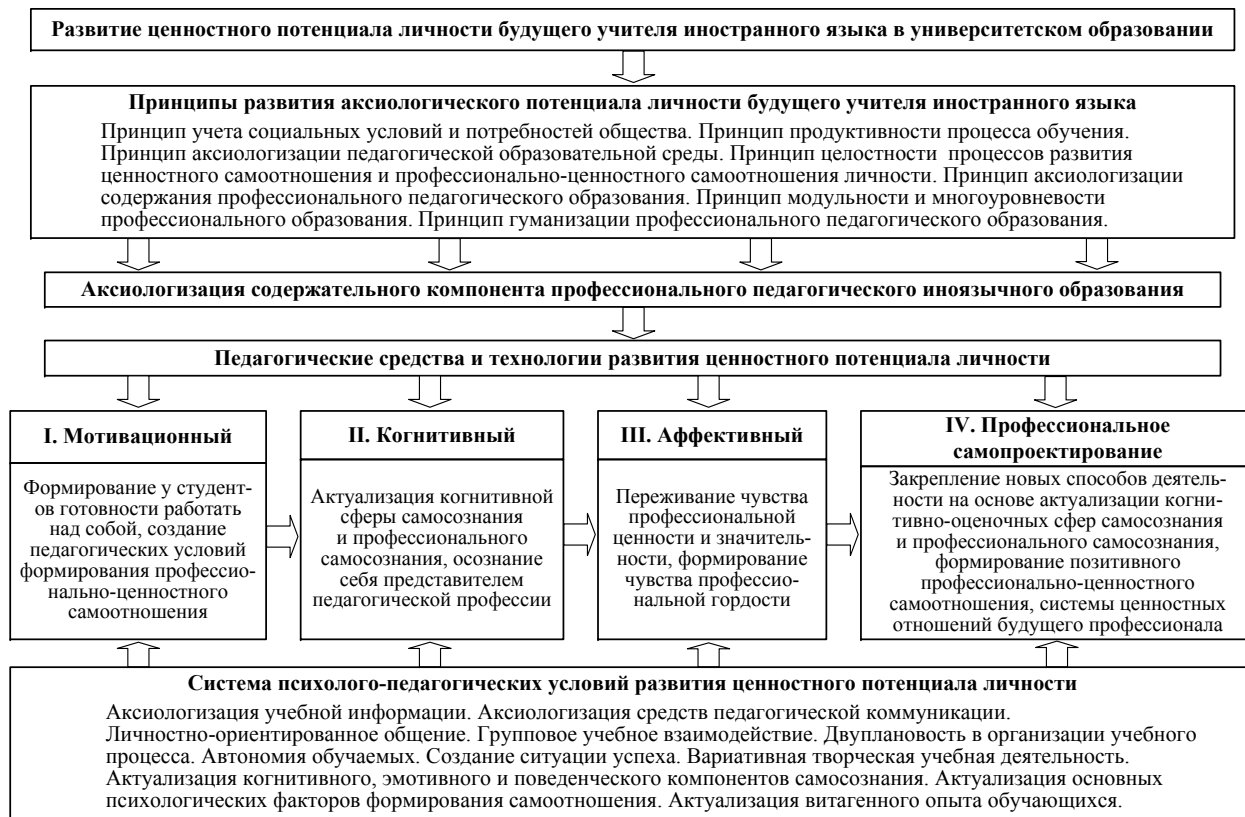 Развитие ценностного потенциала личности будущего учителя иностранного языка в университетском образовании
Принципы развития аксиологического потенциала личности будущего учителя иностранного языка
Принцип учета социальных условий и потребностей общества. Принцип продуктивности процесса обучения.
Принцип аксиологизации педагогической образовательной среды. Принцип целостности процессов развития
ценностного самоотношения и профессионально-ценностного самоотношения личности. Принцип аксиологизации
содержания профессионального педагогического образования. Принцип модульности и многоуровневости
профессионального образования. Принцип гуманизации профессионального педагогического образования.
Аксиологизация содержательного компонента профессионального педагогического иноязычного образования
Педагогические средства и технологии развития ценностного потенциала личности
I. Мотивационный
Формирование у студент-
ов готовности работать
над собой, создание
педагогических условий
формирования професcио-
нально-ценностного
самоотношения
II. Когнитивный
Актуализация когнитивной
сферы самосознания
и профессионального
самосознания, осознание
себя представителем
педагогической профессии
III. Аффективный
Переживание чувства
профессиональной
ценности и значитель-
ности, формирование
чувства профессио-
нальной гордости
IV. Профессиональное
самопроектирование
Закрепление новых способов деятель-
ности на основе актуализации когни-
тивно-оценочных сфер самосознания
и профессионального самосознания,
формирование позитивного
профессионально-ценностного
самоотношения, системы ценностных
отношений будущего профессионала
Система психолого-педагогических условий развития ценностного потенциала личности
Аксиологизация учебной информации. Аксиологизация средств педагогической коммуникации.
Личностно-ориентированное общение. Групповое учебное взаимодействие. Двуплановость в организации учебного
процесса. Автономия обучаемых. Создание ситуации успеха. Вариативная творческая учебная деятельность.
Актуализация когнитивного, эмотивного и поведенческого компонентов самосознания. Актуализация основных
психологических факторов формирования самоотношения. Актуализация витагенного опыта обучающихся.